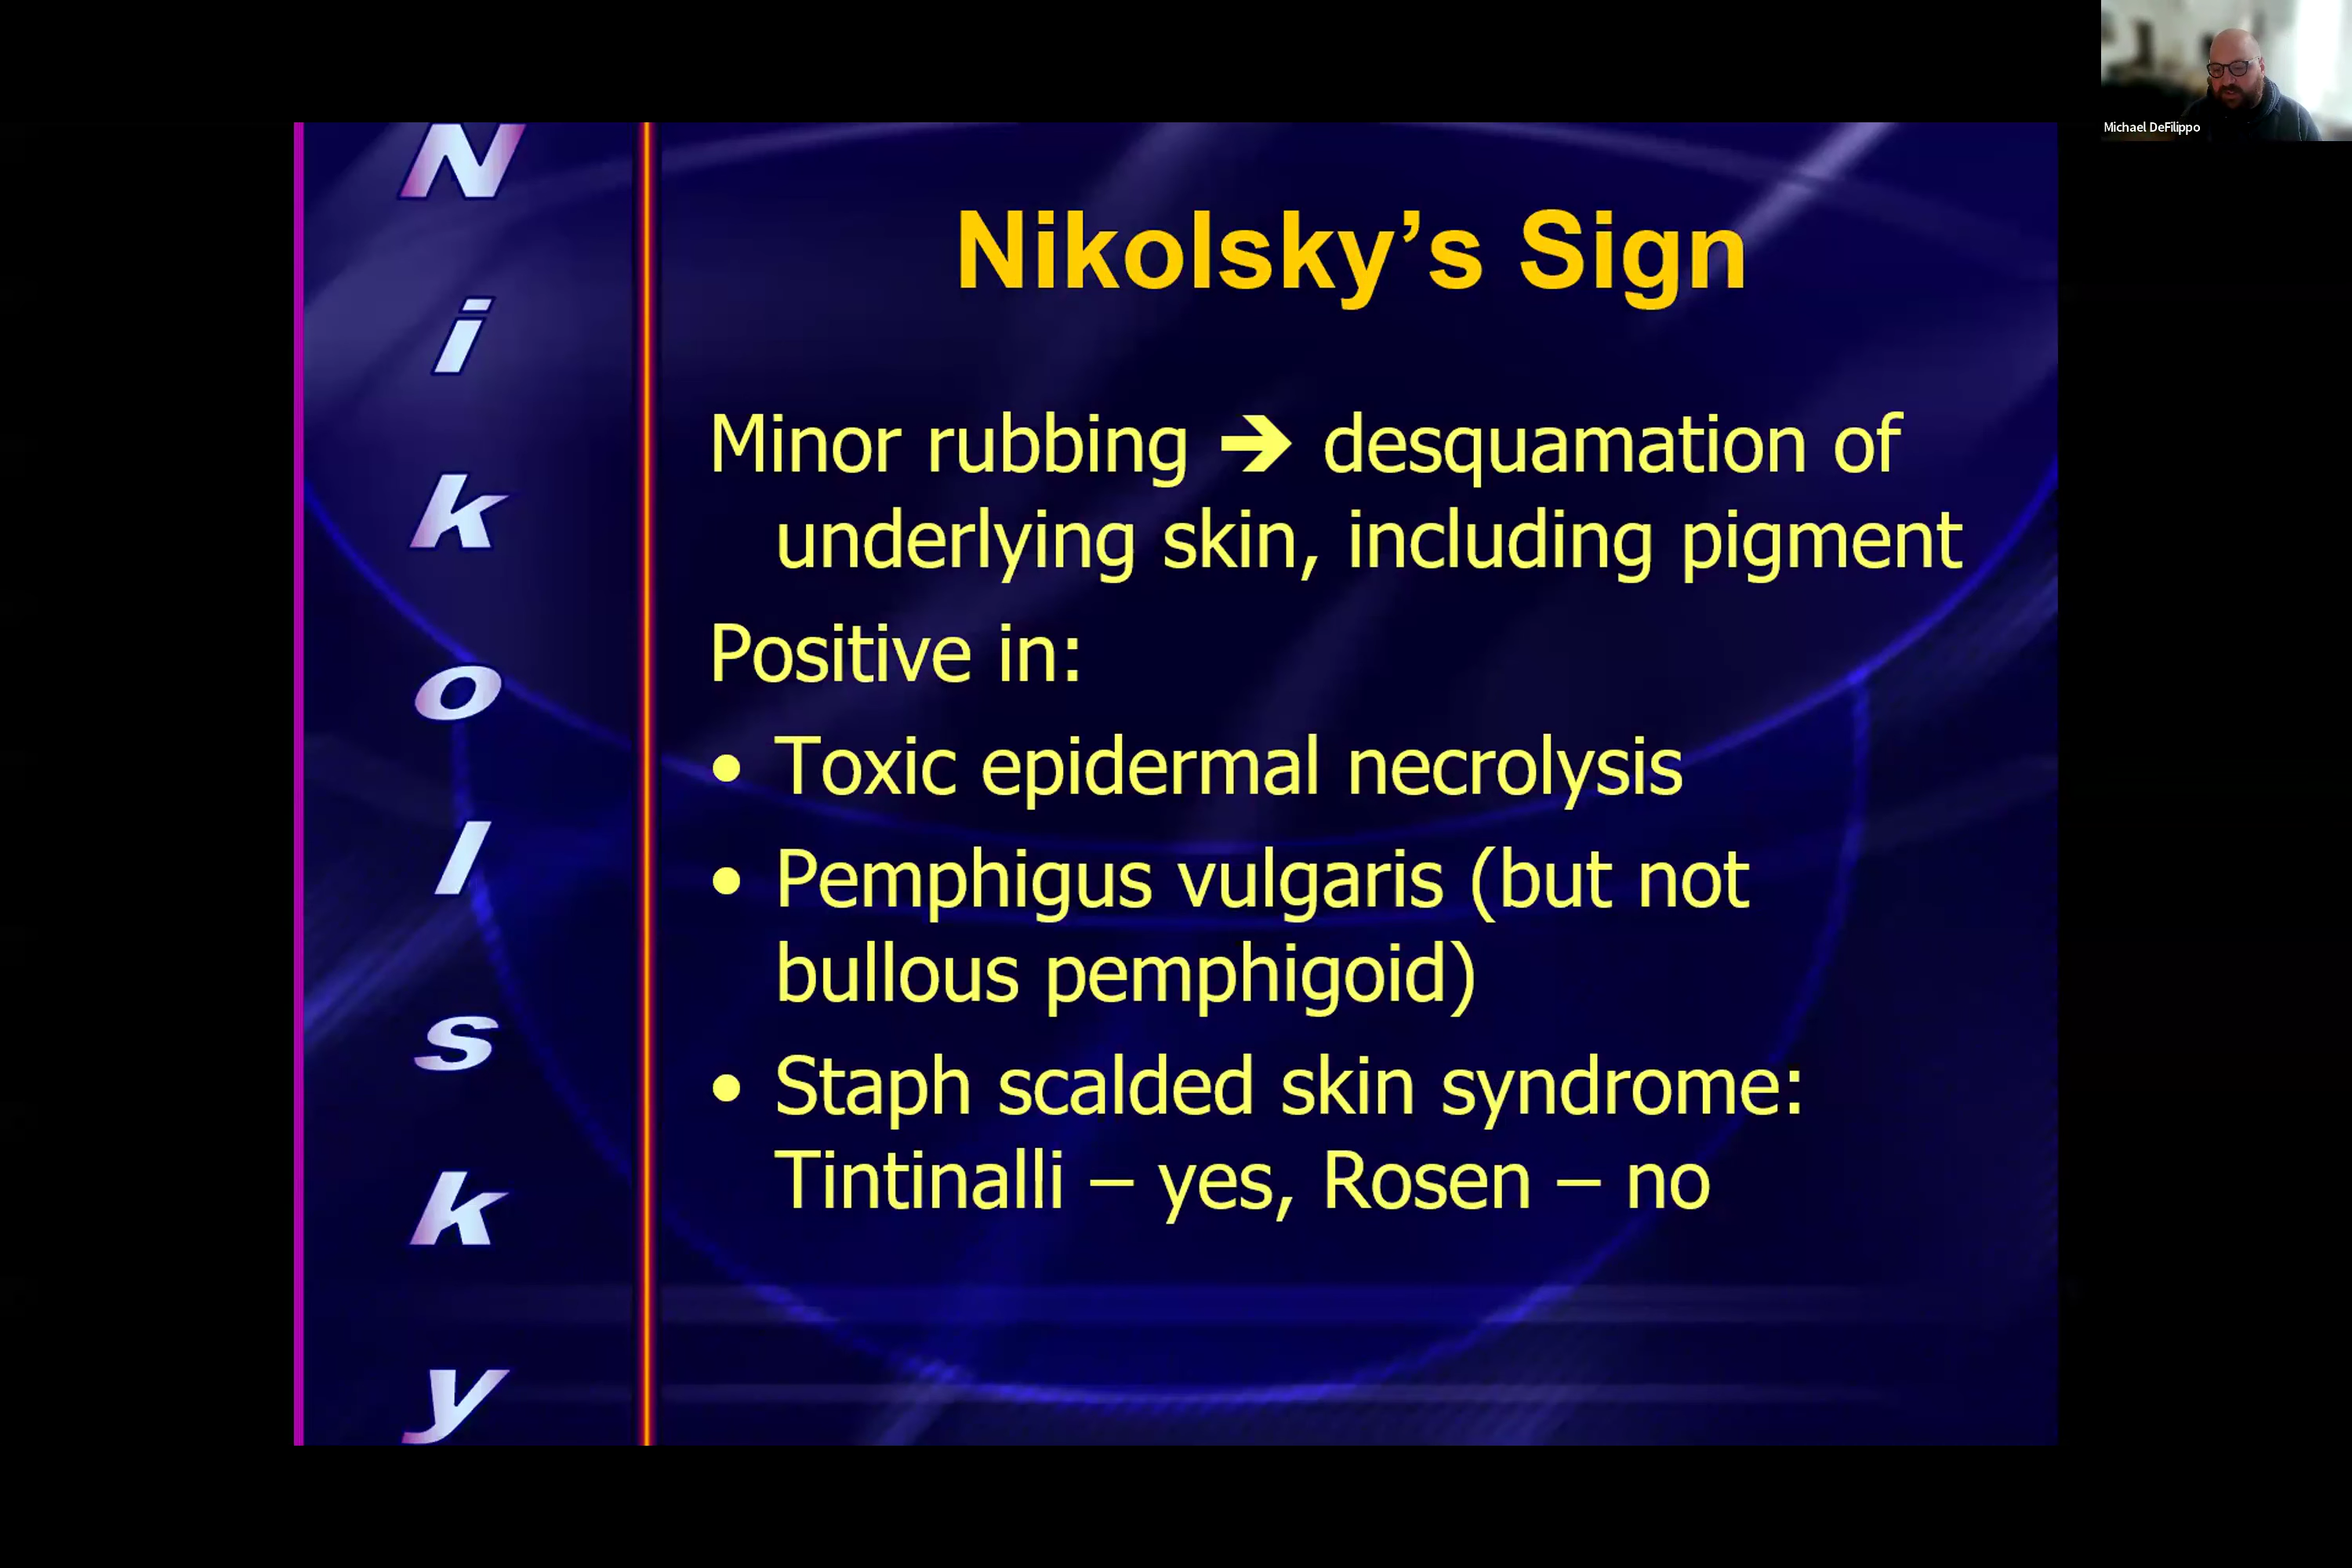 Nikolsky
Nikolsky’s Sign
Minor rubbing ➔ desquamation of
underlying skin, including pigment
Positive in:
• Toxic epidermal necrolysis
• Pemphigus vulgaris (but not
bullous pemphigoid)
• Staph scalded skin syndrome:
Tintinalli – yes, Rosen – no
Michael DeFilippo